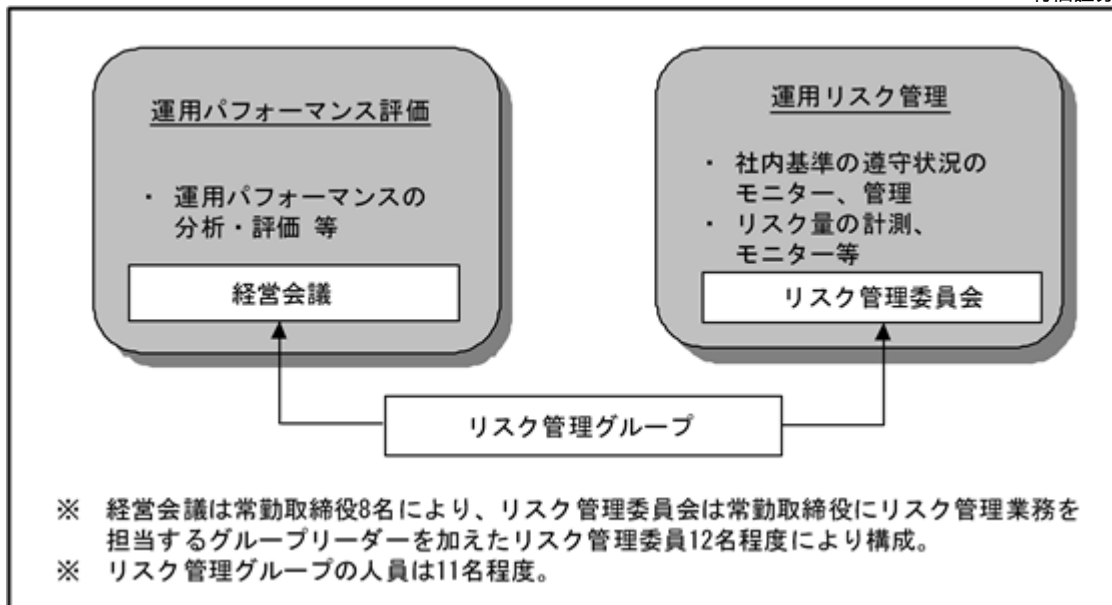 運用パフォーマンス評価
・ 運用パフォーマンスの
分析・評価 等
経営会議
運用リスク管理
・ 社内基準の遵守状況の
モニター、管理
・ リスク量の計測、
モニター等
リスク管理委員会
リスク管理グループ
※ 経営会議は常勤取締役8名により、リスク管理委員会は常勤取締役にリスク管理業務を
担当するグループリーダーを加えたリスク管理委員12名程度により構成。
※ リスク管理グループの人員は11名程度。